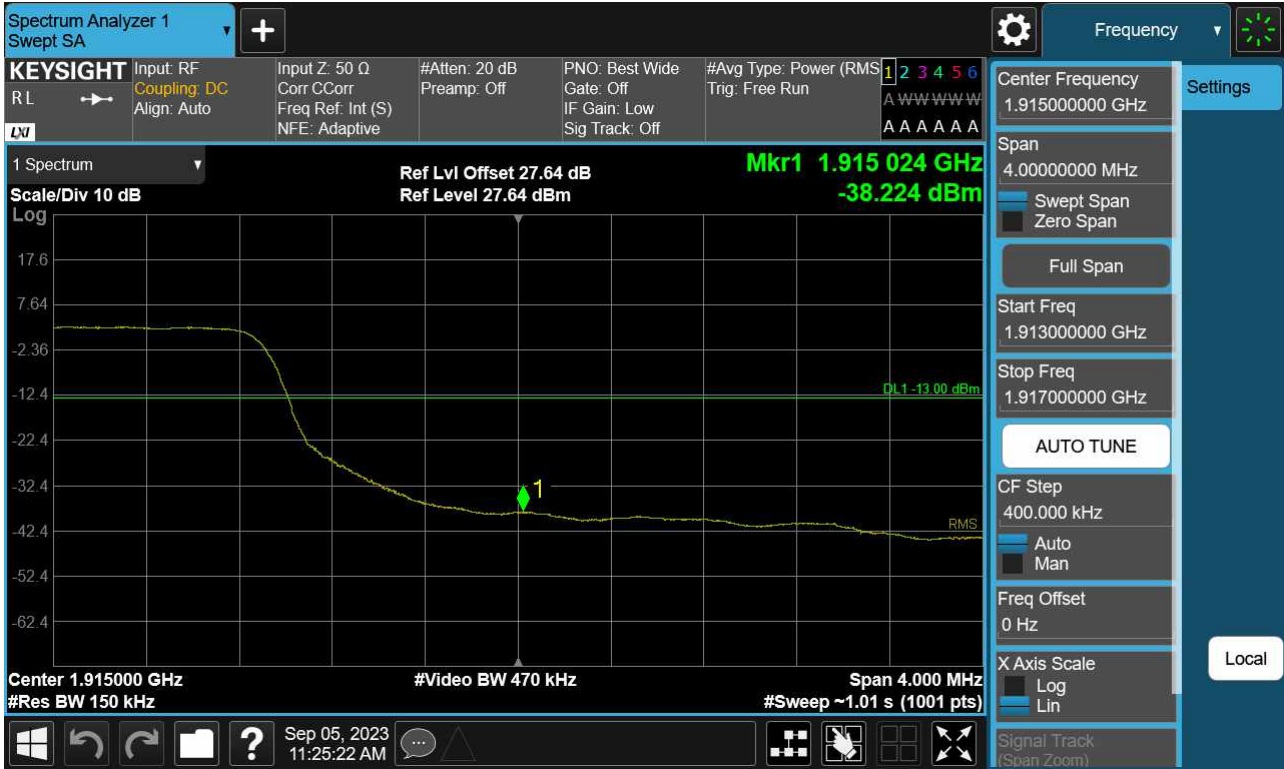 Spectrum Analyzer 1
Swept SA
Frequency
KEYSIGHT
R L
LXI
Input: RF
Coupling: DC
Align: Auto
Input Z: 50 Ω
Corr CCorr
Freq Ref: Int (S)
NFE: Adaptive
#Atten: 20 dB
Preamp: Off
PNO: Best Wide
Gate: Off
IF Gain: Low
Sig Track: Off
#Avg Type: Power (RMS
Trig: Free Run
1 2 3 4 5 6
A W W W W W
A A A A A A
1 Spectrum
Scale/Div 10 dB
Log
Ref Lvl Offset 27.64 dB
Ref Level 27.64 dBm
Mkr1 1.915 024 GHz
-38.224 dBm
17.6
7.64
-2.36
-12.4
-22.4
-32.4
-42.4
-52.4
-62.4
DL1 -13.00 dBm
1
RMS
Center 1.915000 GHz
#Res BW 150 kHz
#Video BW 470 kHz
Span 4.000 MHz
#Sweep ~1.01 s (1001 pts)
Center Frequency
1.915000000 GHz
Settings
Span
4.00000000 MHz
Swept Span
Zero Span
Full Span
Start Freq
1.913000000 GHz
Stop Freq
1.917000000 GHz
AUTO TUNE
CF Step
400.000 kHz
Auto
Man
Freq Offset
0 Hz
X Axis Scale
Log
Lin
Signal Track
(Span Zoom)
Local
?
Sep 05, 2023
11:25:22 AM